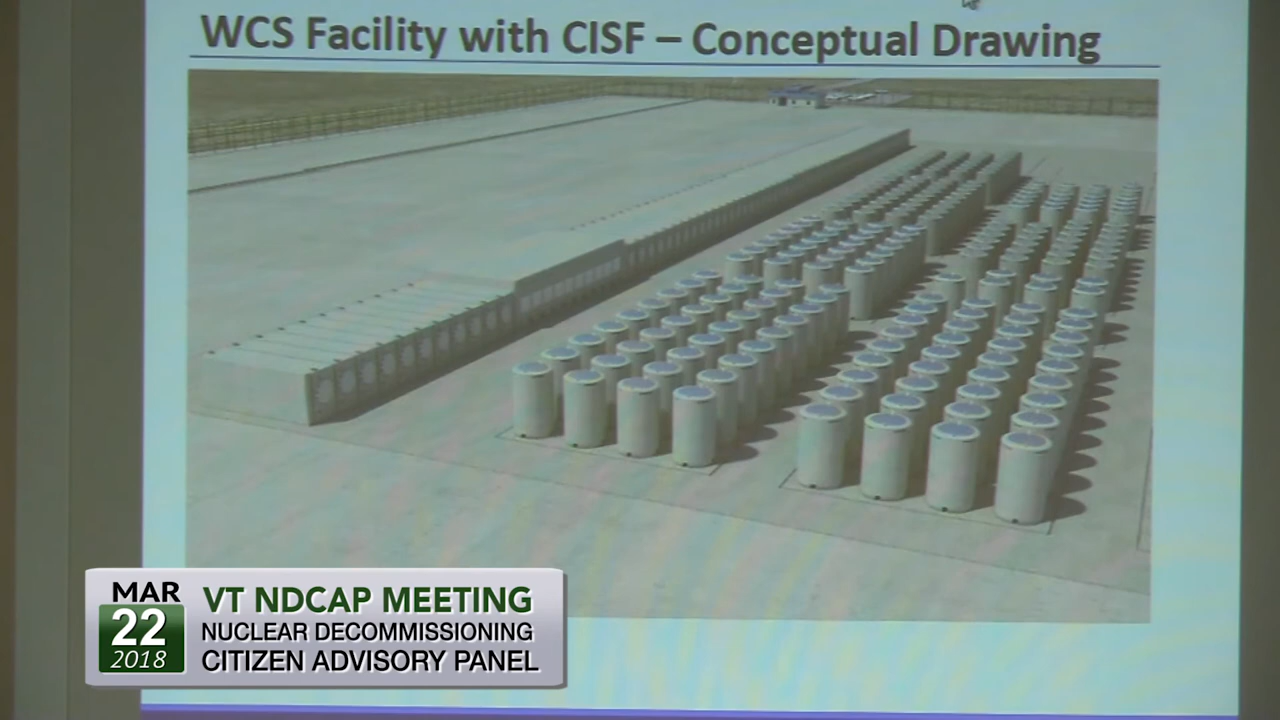 WCS Facility with CISF – Conceptual Drawing
MAR
22
2018
VT NDCAP MEETING
NUCLEAR DECOMMISSIONING
CITIZEN ADVISORY PANEL